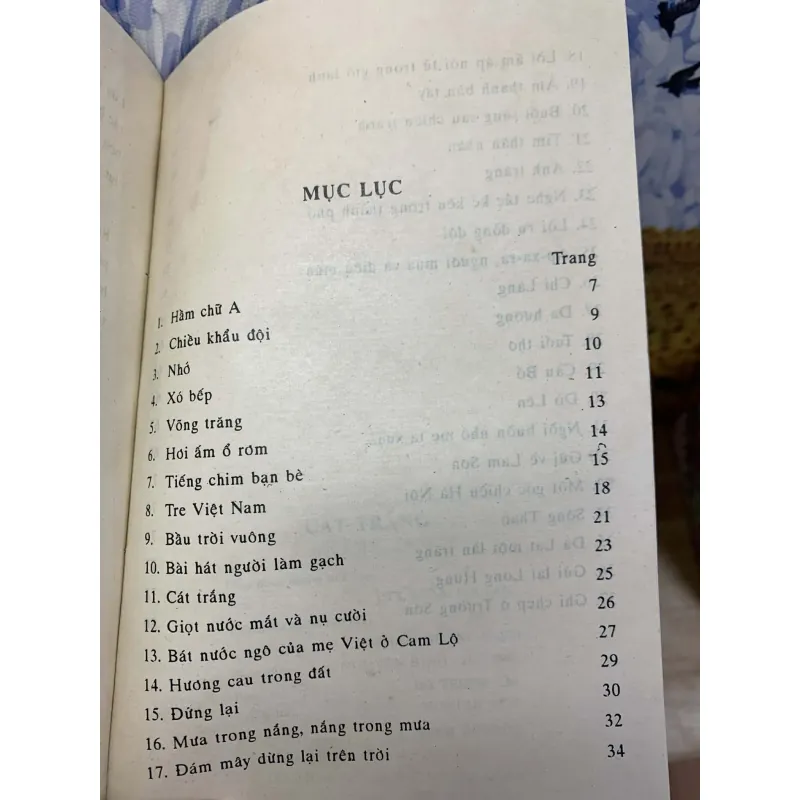 MỤC LỤC
Trang
1. Hầm chữ A 7
2. Chiều khẩu đội 9
3. Nhớ 10
4. Xó bếp 11
5. Võng trăng 13
6. Hơi ấm ổ rơm 14
7. Tiếng chim bạn bè 15
8. Tre Việt Nam 18
9. Bầu trời vuông 21
10. Bài hát người làm gạch 23
11. Cát trắng 25
12. Giọt nước mắt và nụ cười 26
13. Bát nước ngô của mẹ Việt ở Cam Lộ 27
14. Hương cau trong đất 29
15. Đứng lại 30
16. Mưa trong nắng, nắng trong mưa 32
17. Đám mây dừng lại trên trời 34